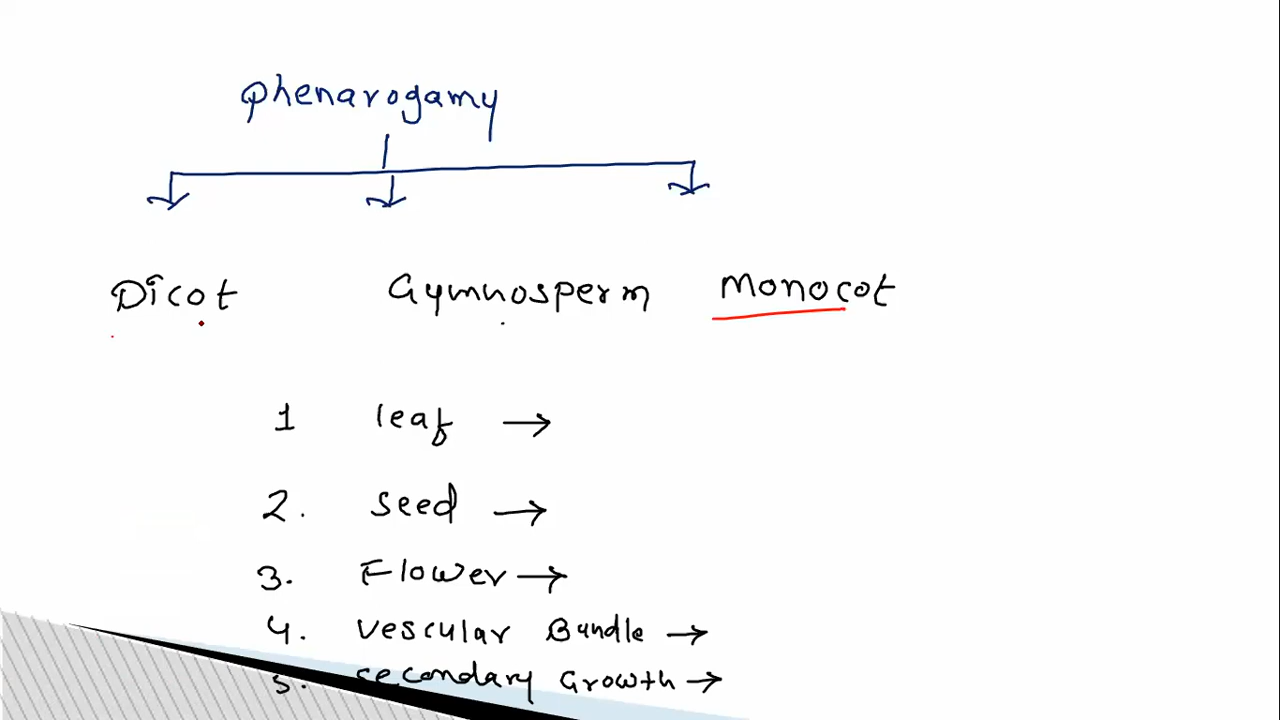 phenarogamy
Dicot Gymnosperm Monocot
1 leaf →
2. seed →
3. Flower →
4. vescular Bundle →
5. secondary Growth →